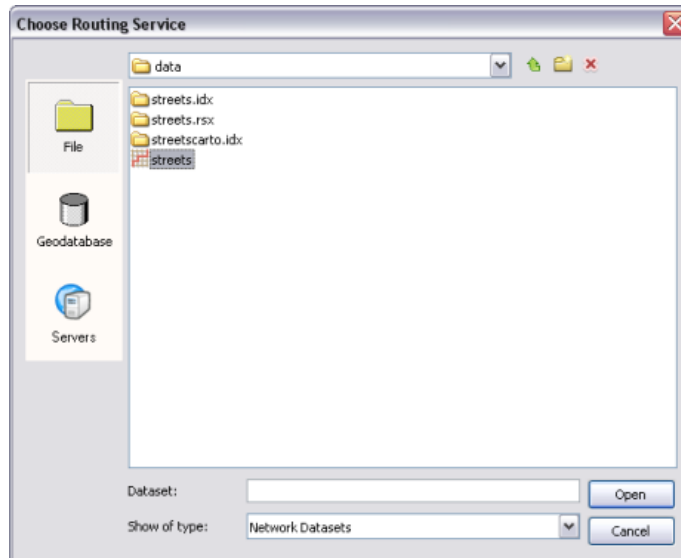 Choose Routing Service
data
File
Geodatabase
Servers
streets.idx
streets.rsx
streetscarto.idx
streets
Dataset:
Open
Show of type:
Network Datasets
Cancel